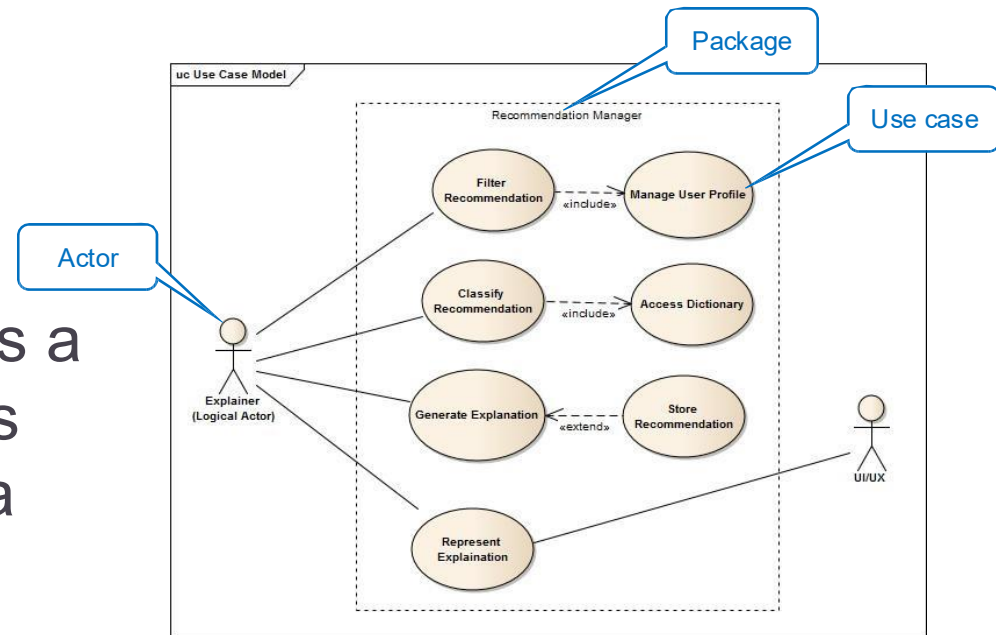 Package
uc Use Case Model
Recommendation Manager
Use case
Filter
Recommendation
«include»
Manage User Profile
Actor
Classify
Recommendation
«include»
Access Dictionary
s a
s
a
Explainer
(Logical Actor)
Generate Explanation
«extend»
Store
Recommendation
UI/UX
Represent
Explaination